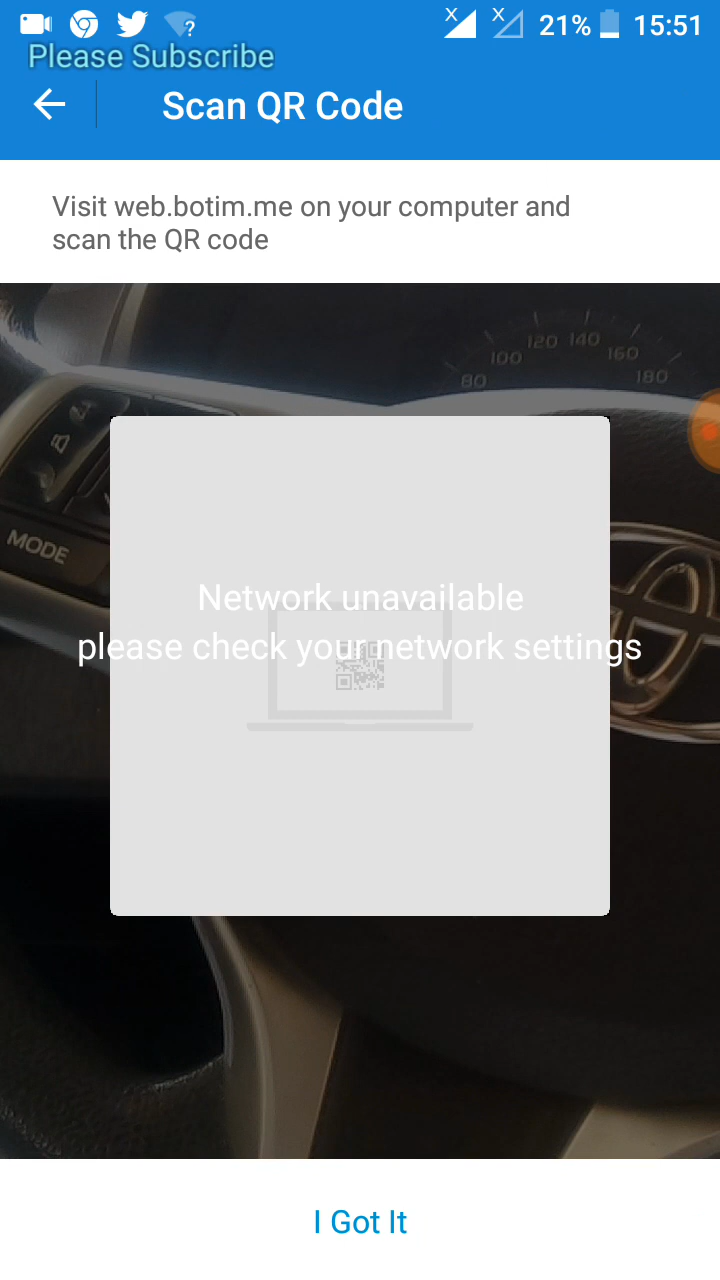 21% 15:51
Please Subscribe
Scan QR Code
Visit web.botim.me on your computer and
scan the QR code
80 100 120 140 160 180
MODE
Network unavailable
please check your network settings
I Got It